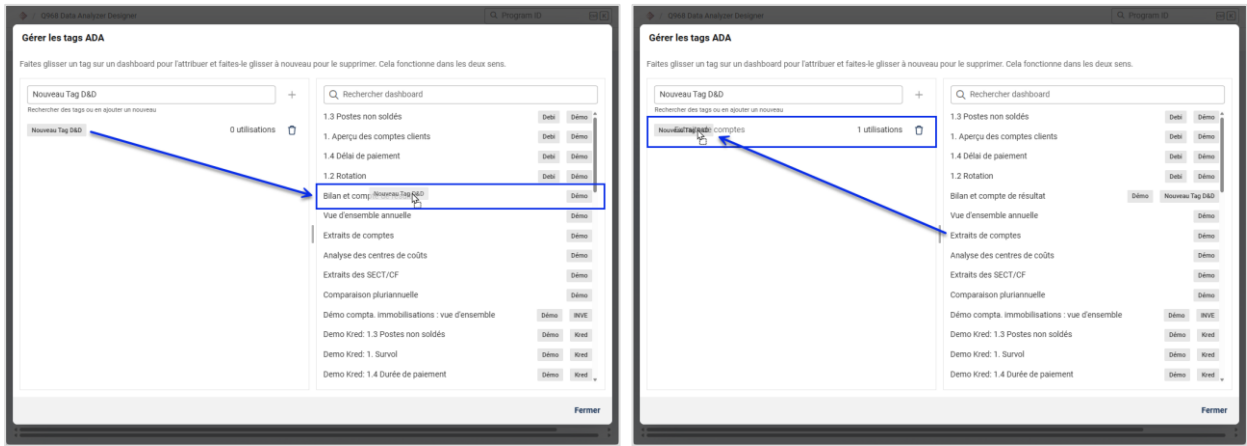 Q968 Data Analyzer Designer
Program ID
Gérer les tags ADA
Faites glisser un tag sur un dashboard pour l'attribuer et faites-le glisser à nouveau pour le supprimer. Cela fonctionne dans les deux sens.
Nouveau Tag D&D
Rechercher des tags ou en ajouter un nouveau
Nouveau Tag D&D 0 utilisations
Rechercher dashboard
1.3 Postes non soldés Debi Démo
1. Aperçu des comptes clients Debi Démo
1.4 Délai de paiement Debi Démo
1.2 Rotation Debi Démo
Bilan et comp Nouveau Tag D&D Démo
Vue d'ensemble annuelle Démo
Extraits de comptes Démo
Analyse des centres de coûts Démo
Extraits des SECT/CF Démo
Comparaison pluriannuelle Démo
Démo compta. immobilisations : vue d'ensemble Démo INVE
Demo Kred: 1.3 Postes non soldés Démo Kred
Demo Kred: 1. Survol Démo Kred
Demo Kred: 1.4 Durée de paiement Démo Kred
Fermer
Q968 Data Analyzer Designer
Program ID
Gérer les tags ADA
Faites glisser un tag sur un dashboard pour l'attribuer et faites-le glisser à nouveau pour le supprimer. Cela fonctionne dans les deux sens.
Nouveau Tag D&D
Rechercher des tags ou en ajouter un nouveau
comptes 1 utilisations
Rechercher dashboard
1.3 Postes non soldés Debi Démo
1. Aperçu des comptes clients Debi Démo
1.4 Délai de paiement Debi Démo
1.2 Rotation Debi Démo
Bilan et compte de résultat Démo Nouveau Tag D&D
Vue d'ensemble annuelle Démo
Extraits de comptes Démo
Analyse des centres de coûts Démo
Extraits des SECT/CF Démo
Comparaison pluriannuelle Démo
Démo compta. immobilisations : vue d'ensemble Démo INVE
Demo Kred: 1.3 Postes non soldés Démo Kred
Demo Kred: 1. Survol Démo Kred
Demo Kred: 1.4 Durée de paiement Démo Kred
Fermer